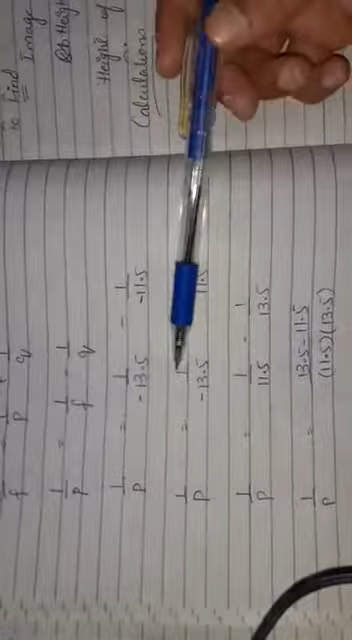 To find Image
Height of
Calculations
1/f = 1/p + 1/q
1/p = 1/f - 1/q
1/p = 1/-13.5 - 1/-11.5
1/p = 1/-13.5 11.5
1/p = 1/11.5 - 1/13.5
1/p = 13.5-11.5/(11.5)(13.5)